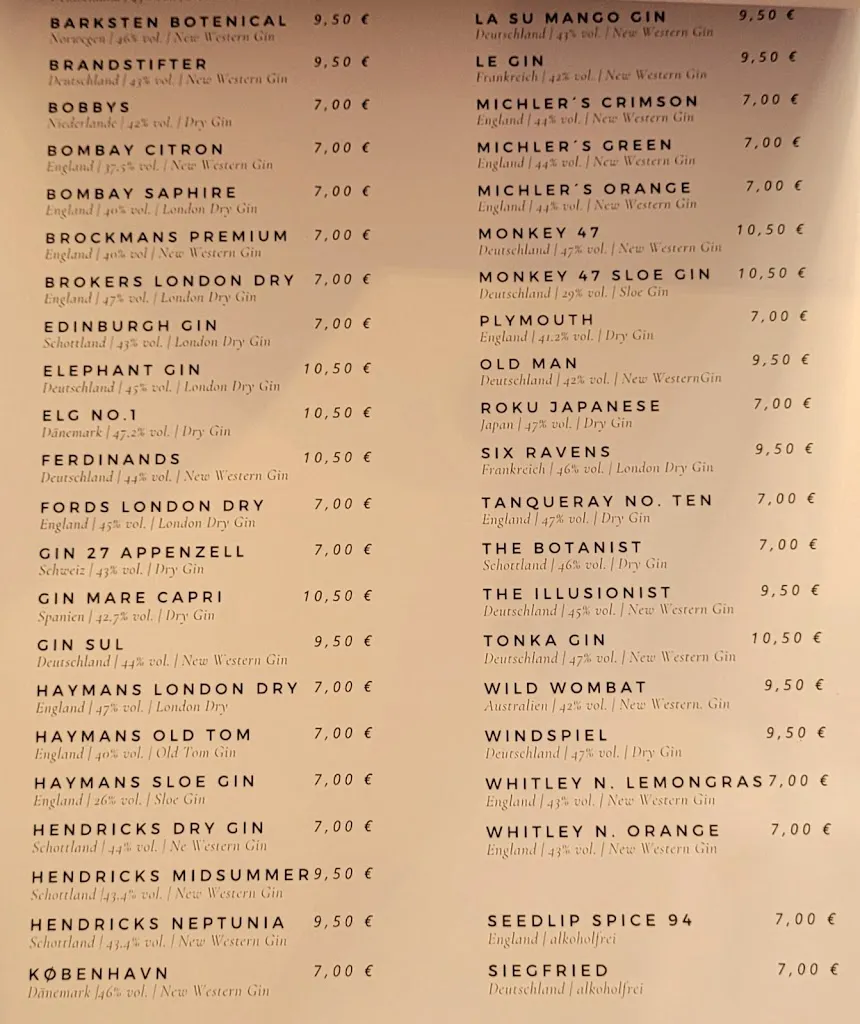 BARKSTEN BOTENICAL 9,50 €
Norwegen | 46% vol. | New Western Gin
BRANDSTIFTER 9,50 €
Deutschland | 43% vol. | New Western Gin
BOBBYS 7,00 €
Niederlande | 42% vol. | Dry Gin
BOMBAY CITRON 7,00 €
England | 37.5% vol. | New Western Gin
BOMBAY SAPHIRE 7,00 €
England | 40% vol. | London Dry Gin
BROCKMANS PREMIUM 7,00 €
England | 40% vol | New Western Gin
BROKERS LONDON DRY 7,00 €
England | 47% vol. | London Dry Gin
EDINBURGH GIN 7,00 €
Schottland | 43% vol. | London Dry Gin
ELEPHANT GIN 10,50 €
Deutschland | 45% vol. | London Dry Gin
ELG NO.1 10,50 €
Dänemark | 47.2% vol. | Dry Gin
FERDINANDS 10,50 €
Deutschland | 44% vol. | New Western Gin
FORDS LONDON DRY 7,00 €
England | 45% vol. | London Dry Gin
GIN 27 APPENZELL 7,00 €
Schweiz | 43% vol. | Dry Gin
GIN MARE CAPRI 10,50 €
Spanien | 42.7% vol. | Dry Gin
GIN SUL 9,50 €
Deutschland | 44% vol. | New Western Gin
HAYMANS LONDON DRY 7,00 €
England | 47% vol. | London Dry
HAYMANS OLD TOM 7,00 €
England | 40% vol. | Old Tom Gin
HAYMANS SLOE GIN 7,00 €
England | 26% vol. | Sloe Gin
HENDRICKS DRY GIN 7,00 €
Schottland | 44% vol. | Ne Western Gin
HENDRICKS MIDSUMMER 9,50 €
Schottland |43.4% vol. | New Western Gin
HENDRICKS NEPTUNIA 9,50 €
Schottland | 43.4% vol. | New Western Gin
KØBENHAVN 7,00 €
Dänemark |46% vol. | New Western Gin
LA SU MANGO GIN 9,50 €
Deutschland | 43% vol. | New Western Gin
LE GIN 9,50 €
Frankreich | 42% vol. | New Western Gin
MICHLER´S CRIMSON 7,00 €
England | 44% vol. | New Western Gin
MICHLER´S GREEN 7,00 €
England | 44% vol. | New Western Gin
MICHLER´S ORANGE 7,00 €
England | 44% vol. | New Western Gin
MONKEY 47 10,50 €
Deutschland | 47% vol. | New Western Gin
MONKEY 47 SLOE GIN 10,50 €
Deutschland | 29% vol. | Sloe Gin
PLYMOUTH 7,00 €
England | 41.2% vol. | Dry Gin
OLD MAN 9,50 €
Deutschland | 42% vol. | New WesternGin
ROKU JAPANESE 7,00 €
Japan | 47% vol. | Dry Gin
SIX RAVENS 9,50 €
Frankreich | 46% vol. | London Dry Gin
TANQUERAY NO. TEN 7,00 €
England | 47% vol. | Dry Gin
THE BOTANIST 7,00 €
Schottland | 46% vol. | Dry Gin
THE ILLUSIONIST 9,50 €
Deutschland | 45% vol. | New Western Gin
TONKA GIN 10,50 €
Deutschland | 47% vol. | New Western Gin
WILD WOMBAT 9,50 €
Australien | 42% vol. | New Western. Gin
WINDSPIEL 9,50 €
Deutschland | 47% vol. | Dry Gin
WHITLEY N. LEMONGRAS 7,00 €
England | 43% vol. | New Western Gin
WHITLEY N. ORANGE 7,00 €
England | 43% vol. | New Western Gin
SEEDLIP SPICE 94 7,00 €
England | alkoholfrei
SIEGFRIED 7,00 €
Deutschland | alkoholfrei